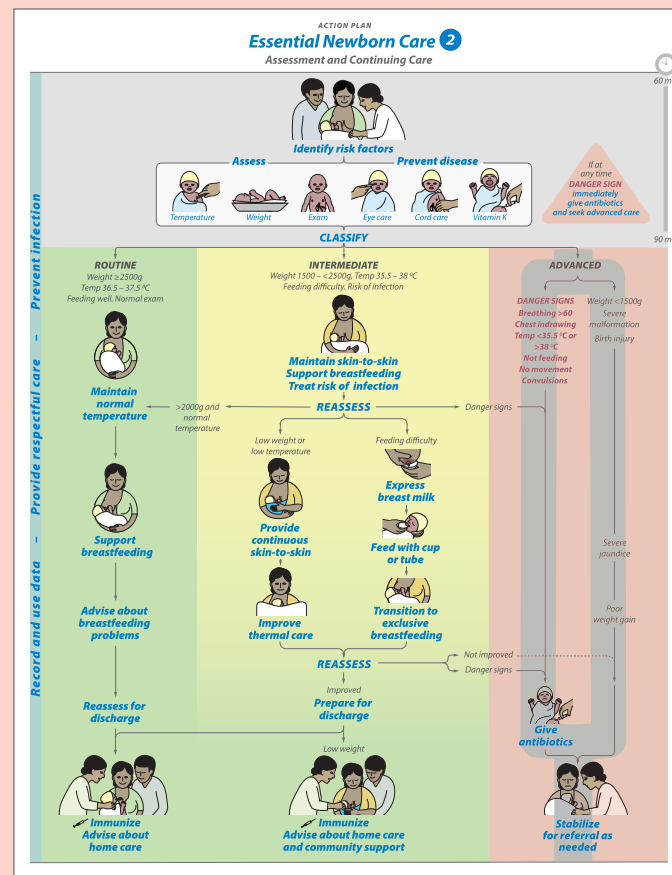 ACTION PLAN
Essential Newborn Care 2
Assessment and Continuing Care
60 m
Identify risk factors
Assess
Prevent disease
Temperature
Weight
Exam
Eye care
Cord care
Vitamin K
If at
any time
DANGER SIGN
immediately
give antibiotics
and seek advanced care
CLASSIFY
90 m
Prevent infection
–
Provide respectful care
–
Record and use data
ROUTINE
Weight ≥2500g
Temp 36.5 – 37.5 ºC
Feeding well. Normal exam
Maintain
normal
temperature
Support
breastfeeding
Advise about
breastfeeding
problems
Reassess for
discharge
Immunize
Advise about
home care
INTERMEDIATE
Weight 1500 – <2500g, Temp 35.5 – 38 ºC
Feeding difficulty. Risk of infection
Maintain skin-to-skin
Support breastfeeding
Treat risk of infection
REASSESS
>2000g and
normal
temperature
Danger signs
Low weight or
low temperature
Provide
continuous
skin-to-skin
Improve
thermal care
Feeding difficulty
Express
breast milk
Feed with cup
or tube
Transition to
exclusive
breastfeeding
REASSESS
Not improved
Danger signs
Improved
Prepare for
discharge
Low weight
Immunize
Advise about home care
and community support
ADVANCED
DANGER SIGNS
Breathing >60
Chest indrawing
Temp <35.5 ºC or
>38 ºC
Not feeding
No movement
Convulsions
Weight <1500g
Severe
malformation
Birth injury
Severe
jaundice
Poor
weight gain
Give
antibiotics
Stabilize
for referral as
needed